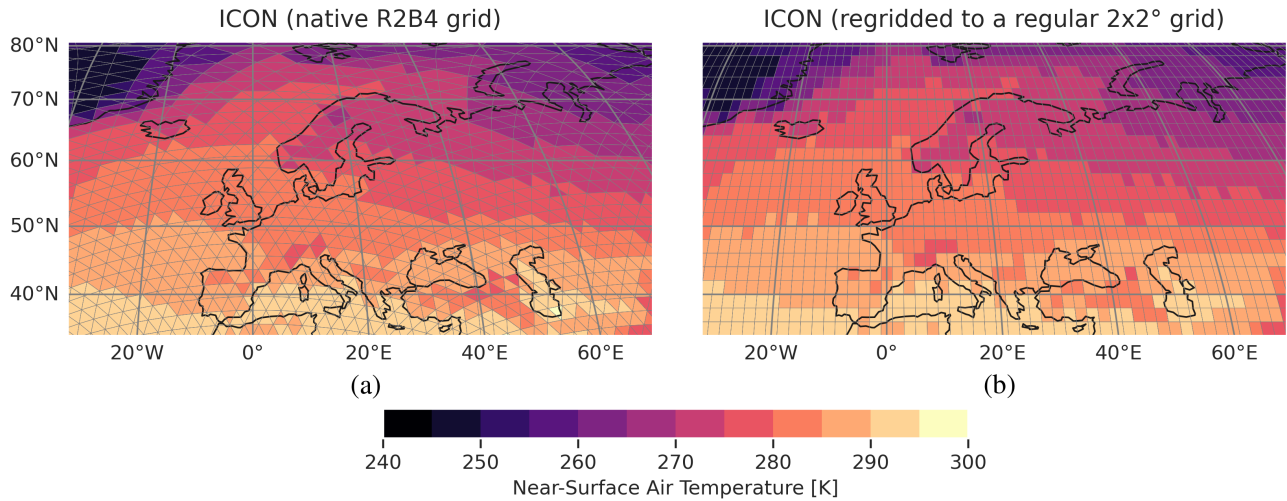 ICON (native R2B4 grid)
ICON (regridded to a regular 2x2° grid)
80°N
70°N
60°N
50°N
40°N
20°W 0° 20°E 40°E 60°E
20°W 0° 20°E 40°E 60°E
(a)
(b)
240 250 260 270 280 290 300
Near-Surface Air Temperature [K]